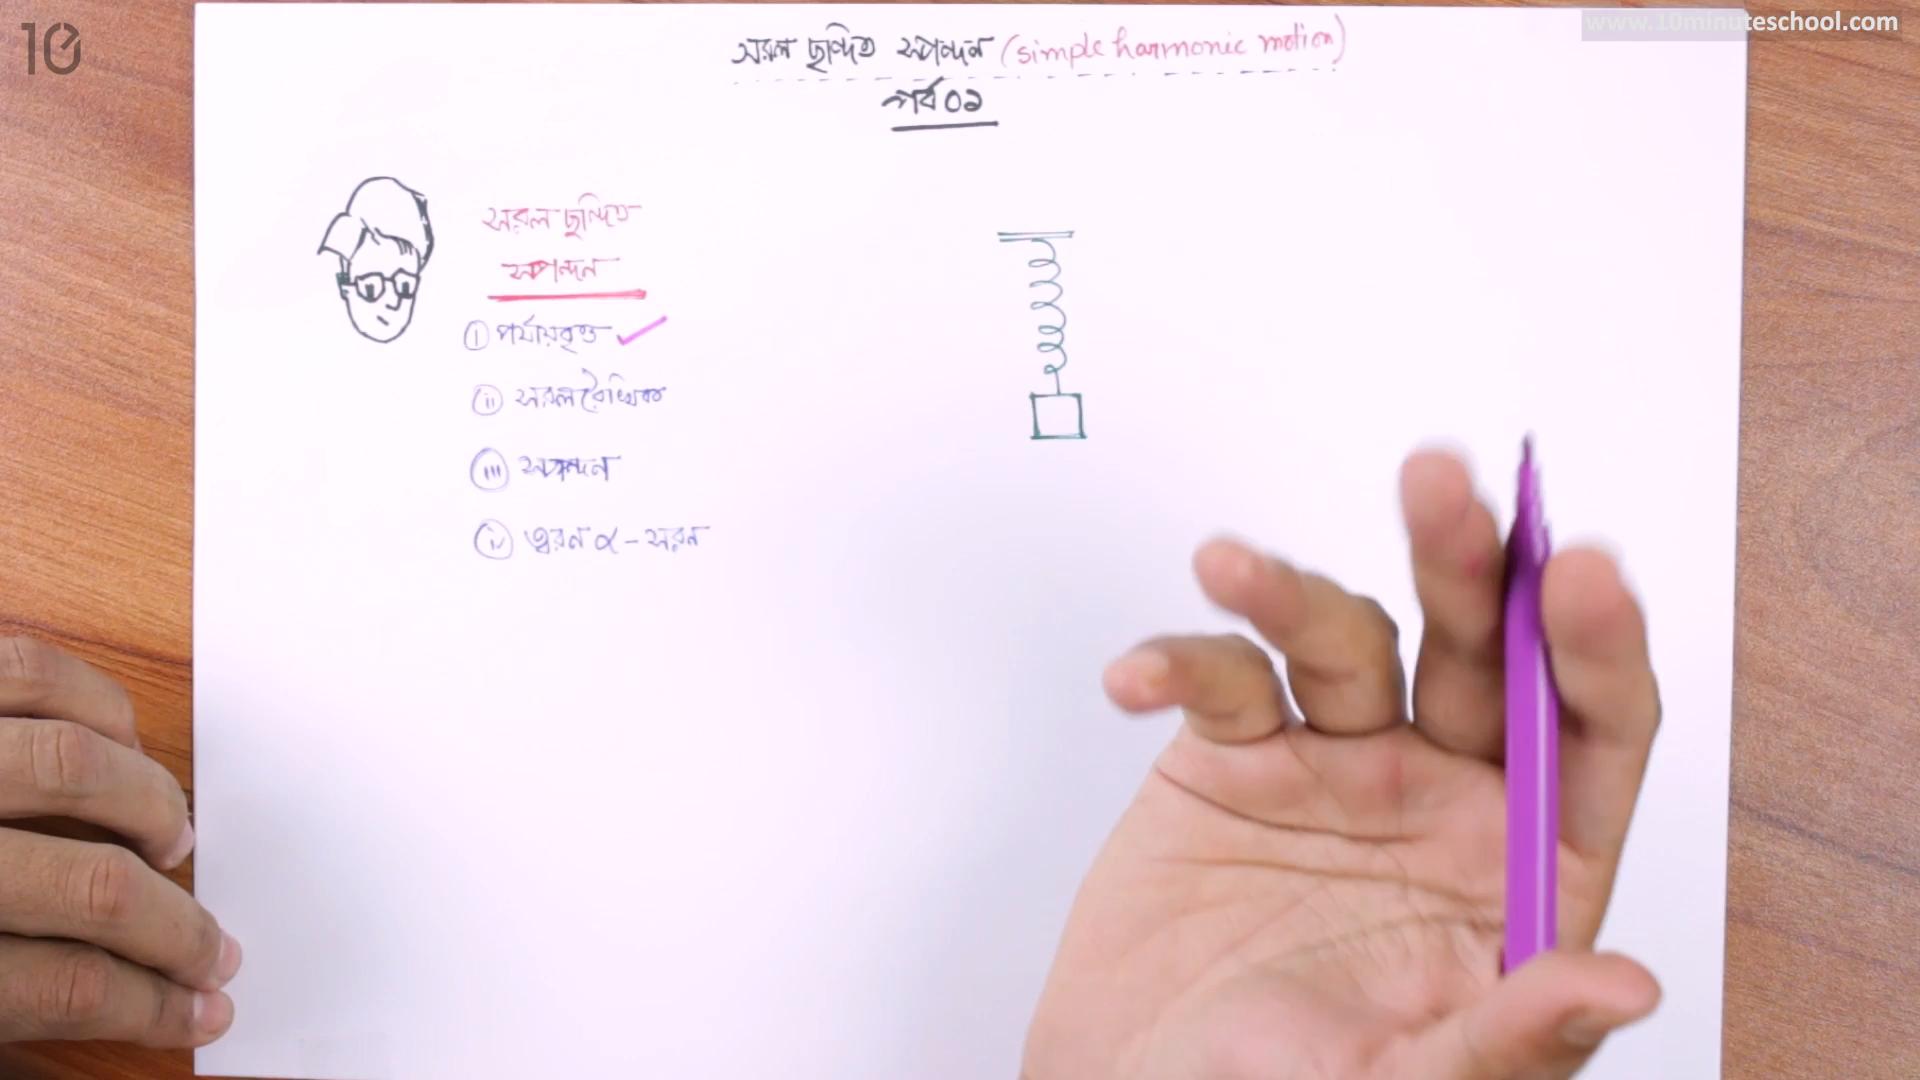 10
www.10minuteschool.com
সরল ছন্দিত স্পন্দন (simple harmonic motion)
পর্ব ০১
সরল ছন্দিত
স্পন্দন
(i) পর্যায়বৃত্ত
(ii) সরলরৈখিক
(iii) স্পন্দন
(iv) ত্বরণ ∝ – সরণ